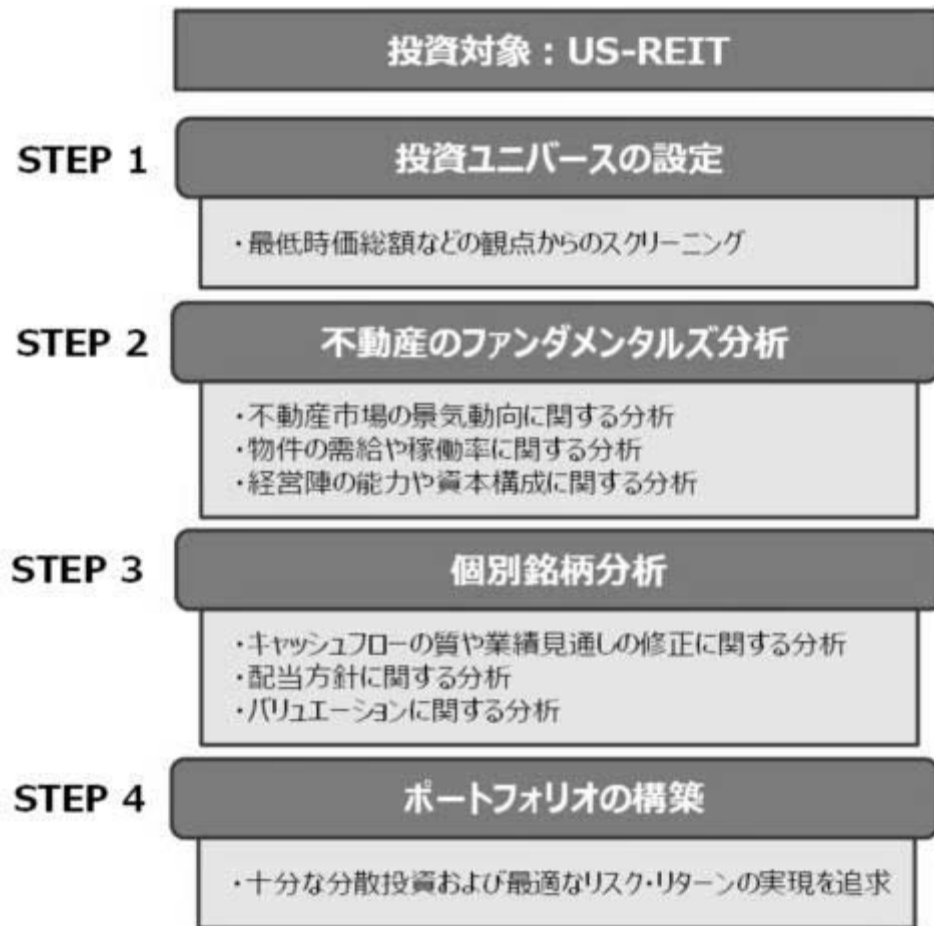 投資対象：US-REIT
STEP 1
投資ユニバースの設定
・最低時価総額などの観点からのスクリーニング
STEP 2
不動産のファンダメンタルズ分析
・不動産市場の景気動向に関する分析
・物件の需給や稼働率に関する分析
・経営陣の能力や資本構成に関する分析
STEP 3
個別銘柄分析
・キャッシュフローの質や業績見通しの修正に関する分析
・配当方針に関する分析
・バリュエーションに関する分析
STEP 4
ポートフォリオの構築
・十分な分散投資および最適なリスク・リターンの実現を追求